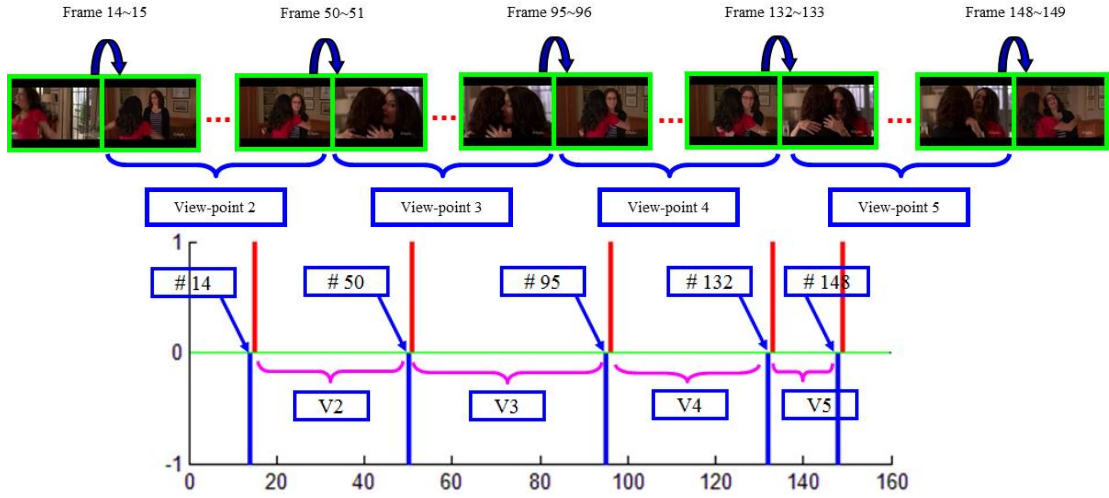 Frame 14~15
Frame 50~51
Frame 95~96
Frame 132~133
Frame 148~149
...
...
...
...
View-point 2
View-point 3
View-point 4
View-point 5
1
# 14
# 50
# 95
# 132
# 148
0
V2
V3
V4
V5
-1
0
20
40
60
80
100
120
140
160